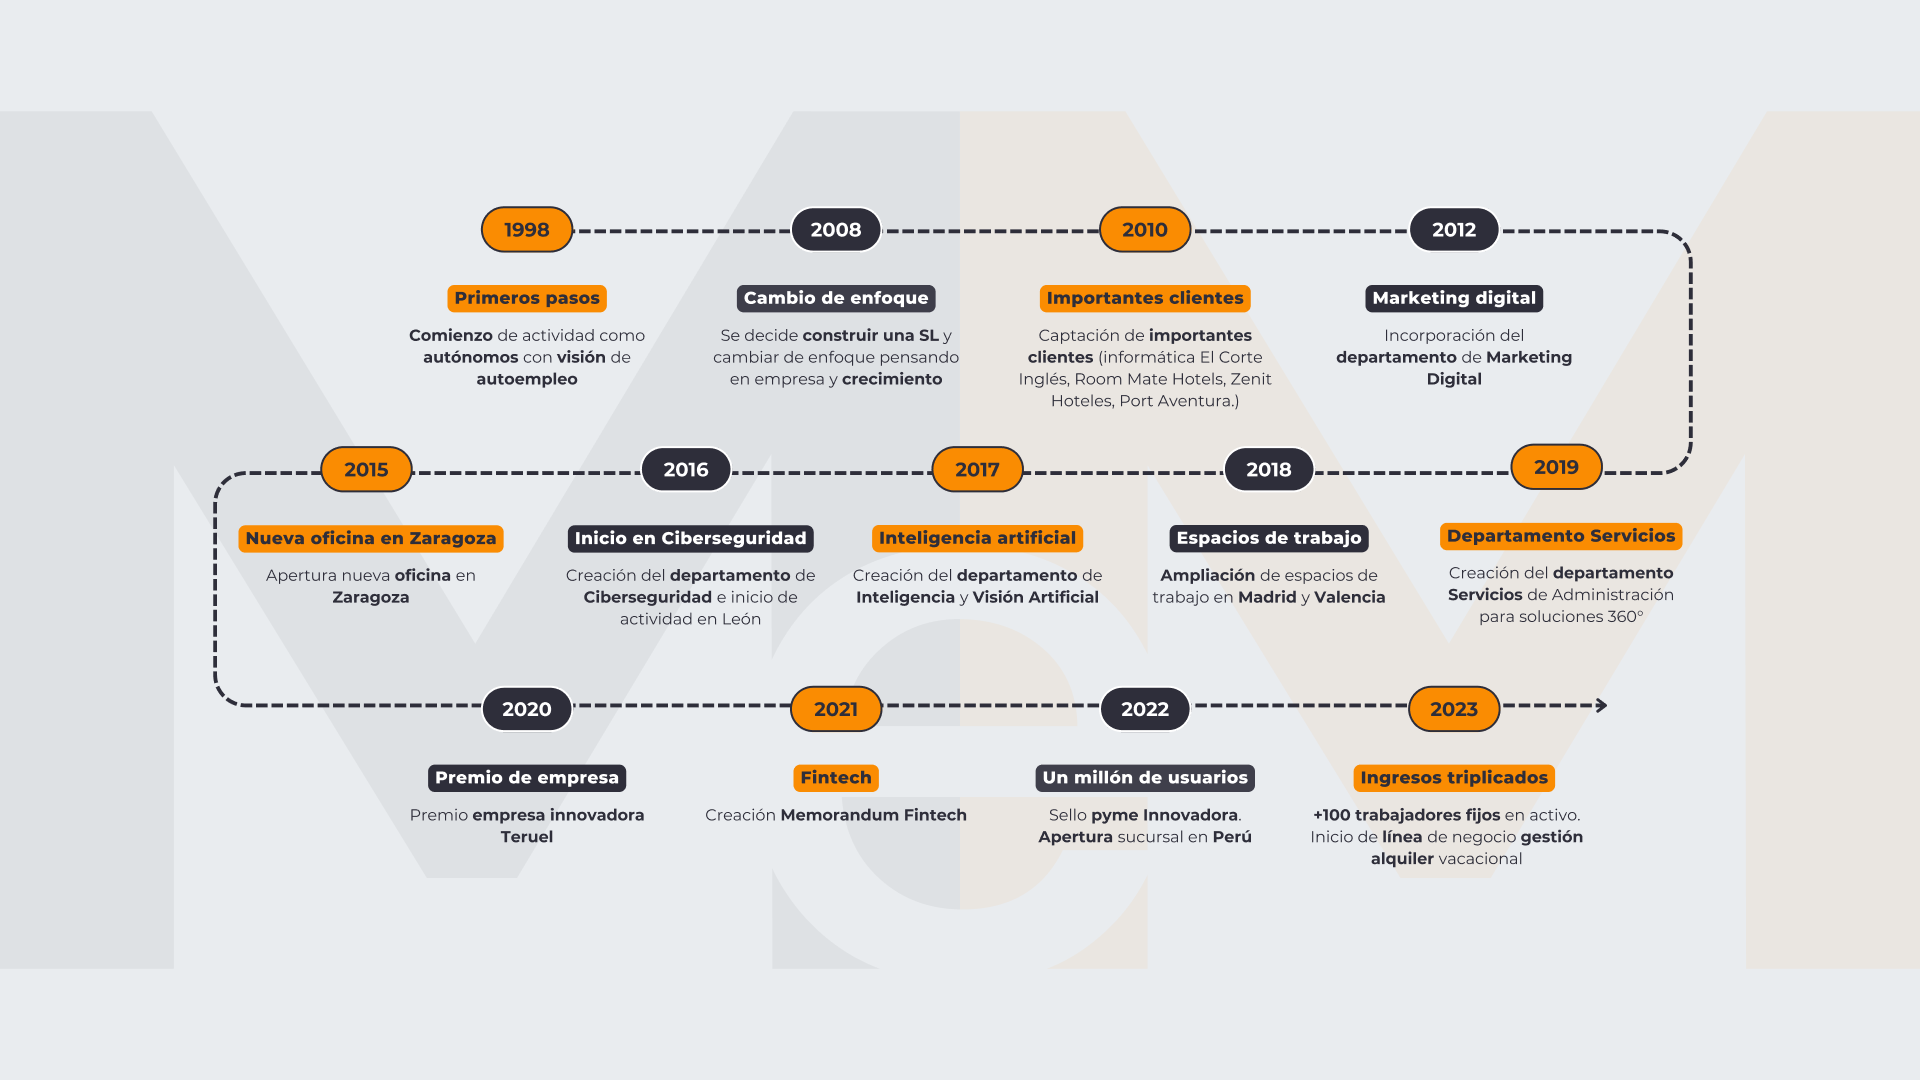 1998
Primeros pasos
Comienzo de actividad como
autónomos con visión de
autoempleo
2008
Cambio de enfoque
Se decide construir una SL y
cambiar de enfoque pensando
en empresa y crecimiento
2010
Importantes clientes
Captación de importantes
clientes (informática El Corte
Inglés, Room Mate Hotels, Zenit
Hoteles, Port Aventura.)
2012
Marketing digital
Incorporación del
departamento de Marketing
Digital
2015
Nueva oficina en Zaragoza
Apertura nueva oficina en
Zaragoza
2016
Inicio en Ciberseguridad
Creación del departamento de
Ciberseguridad e inicio de
actividad en León
2017
Inteligencia artificial
Creación del departamento de
Inteligencia y Visión Artificial
2018
Espacios de trabajo
Ampliación de espacios de
trabajo en Madrid y Valencia
2019
Departamento Servicios
Creación del departamento
Servicios de Administración
para soluciones 360°
2020
Premio de empresa
Premio empresa innovadora
Teruel
2021
Fintech
Creación Memorandum Fintech
2022
Un millón de usuarios
Sello pyme Innovadora.
Apertura sucursal en Perú
2023
Ingresos triplicados
+100 trabajadores fijos en activo.
Inicio de línea de negocio gestión
alquiler vacacional